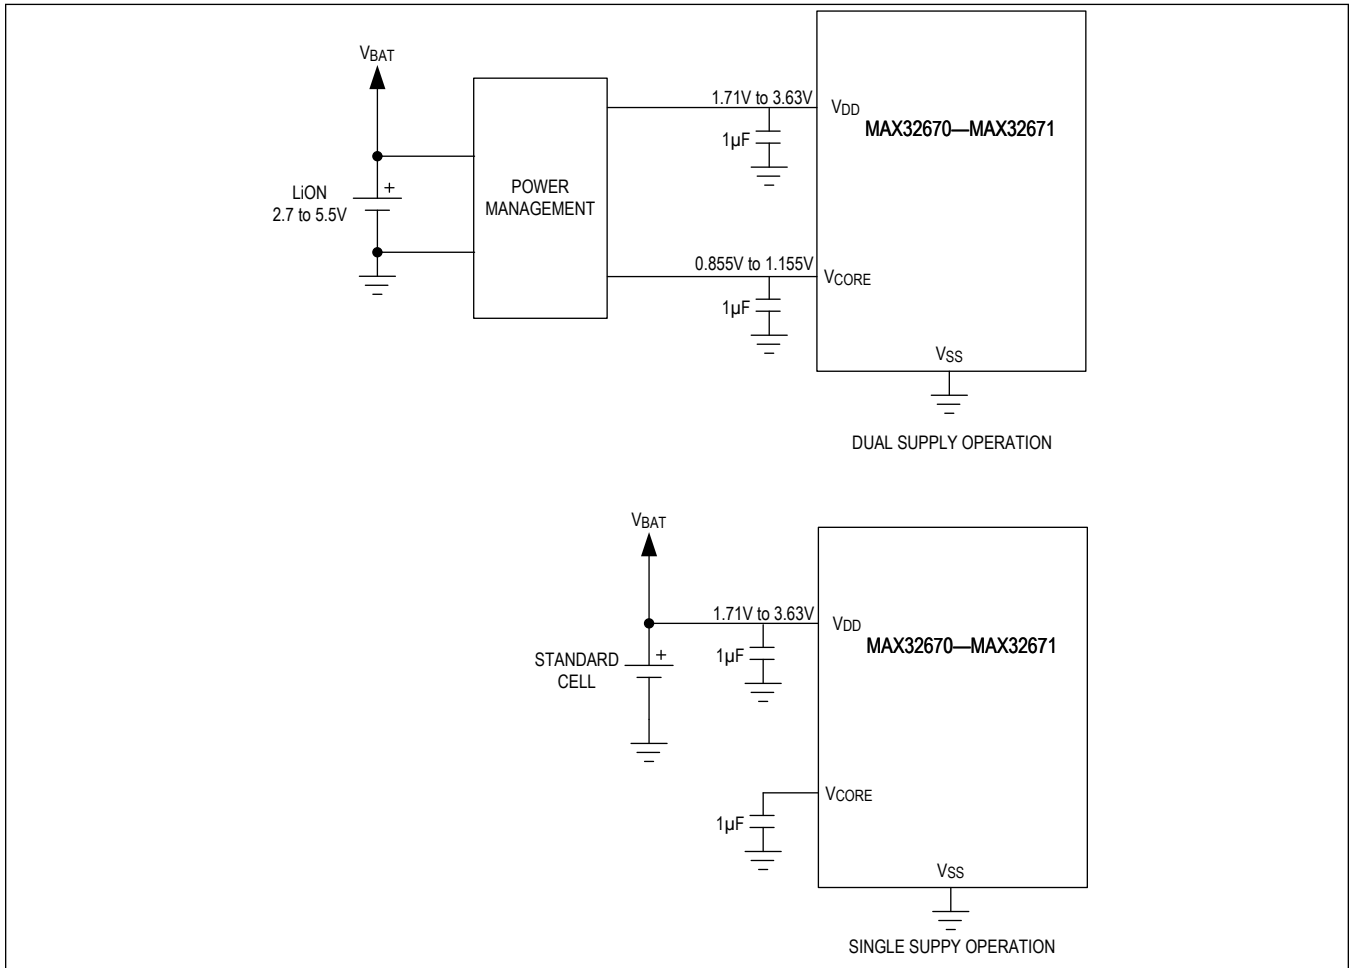 VBAT
1.71V to 3.63V
VDD
MAX32670—MAX32671
1µF
+
LiON
2.7 to 5.5V
POWER
MANAGEMENT
0.855V to 1.155V
VCORE
1µF
VSS
DUAL SUPPLY OPERATION
VBAT
1.71V to 3.63V
VDD
MAX32670—MAX32671
1µF
+
STANDARD
CELL
VCORE
1µF
VSS
SINGLE SUPPY OPERATION